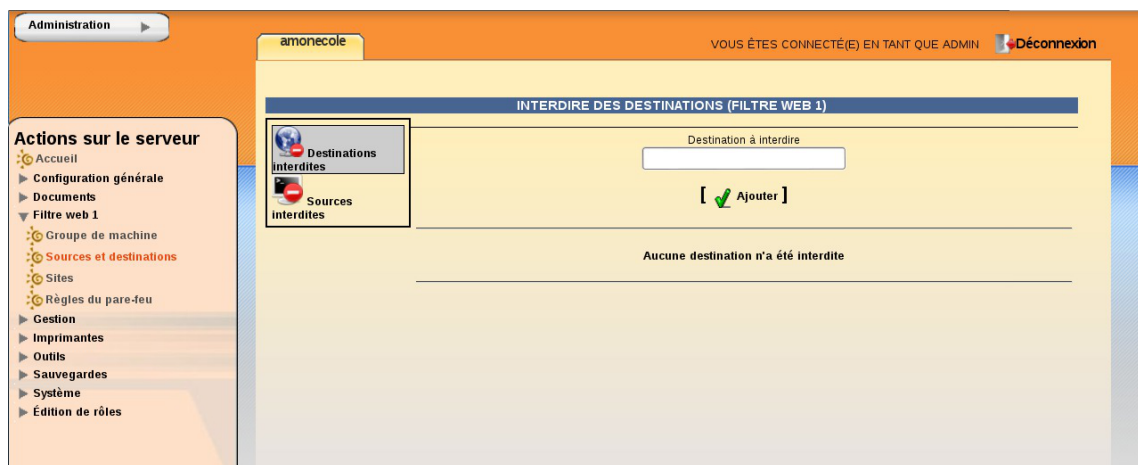 Administration
amonecole
VOUS ÊTES CONNECTÉ(E) EN TANT QUE ADMIN
Déconnexion
Actions sur le serveur
Accueil
Configuration générale
Documents
Filtre web 1
Groupe de machine
Sources et destinations
Sites
Règles du pare-feu
Gestion
Imprimantes
Outils
Sauvegardes
Système
Édition de rôles
INTERDIRE DES DESTINATIONS (FILTRE WEB 1)
Destinations
interdites
Sources
interdites
Destination à interdire
[ Ajouter ]
Aucune destination n'a été interdite